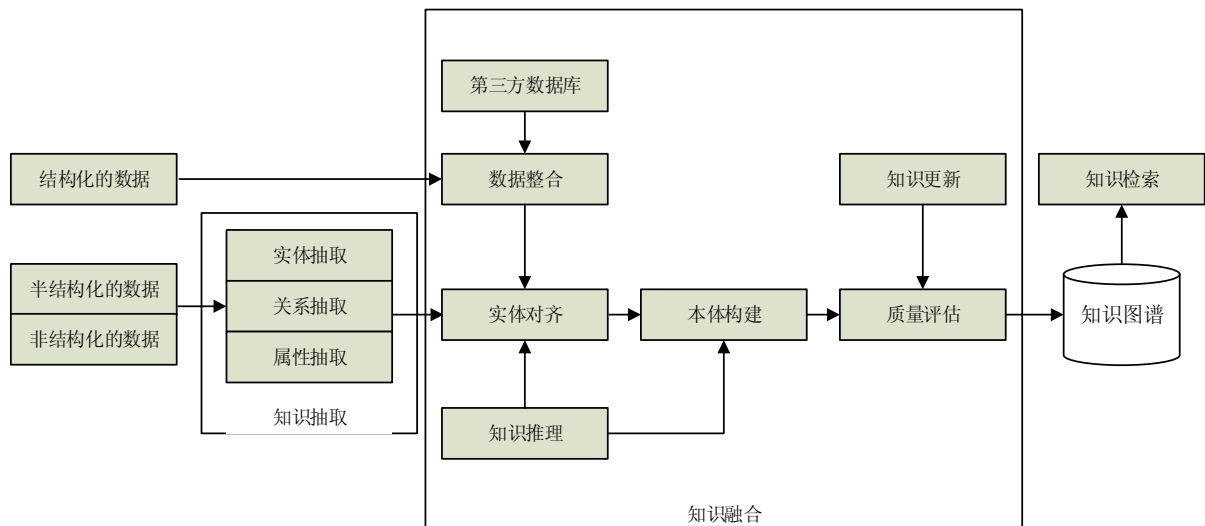 第三方数据库
结构化的数据
数据整合
知识更新
知识检索
半结构化的数据
非结构化的数据
实体抽取
关系抽取
属性抽取
知识抽取
实体对齐
本体构建
质量评估
知识图谱
知识推理
知识融合